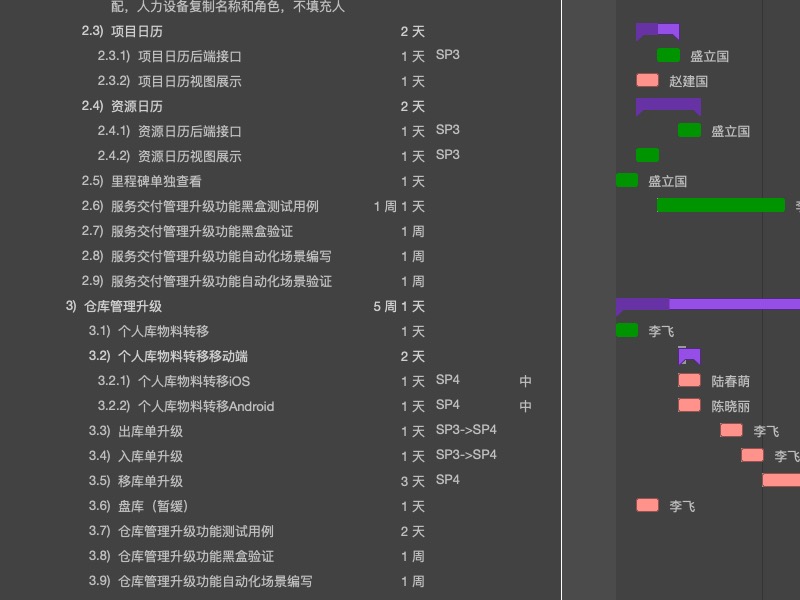 配，人力设备复制名称和角色，不填充人
2.3) 项目日历 2 天
2.3.1) 项目日历后端接口 1 天 SP3 盛立国
2.3.2) 项目日历视图展示 1 天 赵建国
2.4) 资源日历 2 天
2.4.1) 资源日历后端接口 1 天 SP3 盛立国
2.4.2) 资源日历视图展示 1 天 SP3
2.5) 里程碑单独查看 1 天 盛立国
2.6) 服务交付管理升级功能黑盒测试用例 1 周 1 天
2.7) 服务交付管理升级功能黑盒验证 1 周
2.8) 服务交付管理升级功能自动化场景编写 1 周
2.9) 服务交付管理升级功能自动化场景验证 1 周
3) 仓库管理升级 5 周 1 天
3.1) 个人库物料转移 1 天 李飞
3.2) 个人库物料转移移动端 2 天
3.2.1) 个人库物料转移iOS 1 天 SP4 中 陆春萌
3.2.2) 个人库物料转移Android 1 天 SP4 中 陈晓丽
3.3) 出库单升级 1 天 SP3->SP4 李飞
3.4) 入库单升级 1 天 SP3->SP4 李飞
3.5) 移库单升级 3 天 SP4
3.6) 盘库（暂缓） 1 天 李飞
3.7) 仓库管理升级功能测试用例 2 天
3.8) 仓库管理升级功能黑盒验证 1 周
3.9) 仓库管理升级功能自动化场景编写 1 周